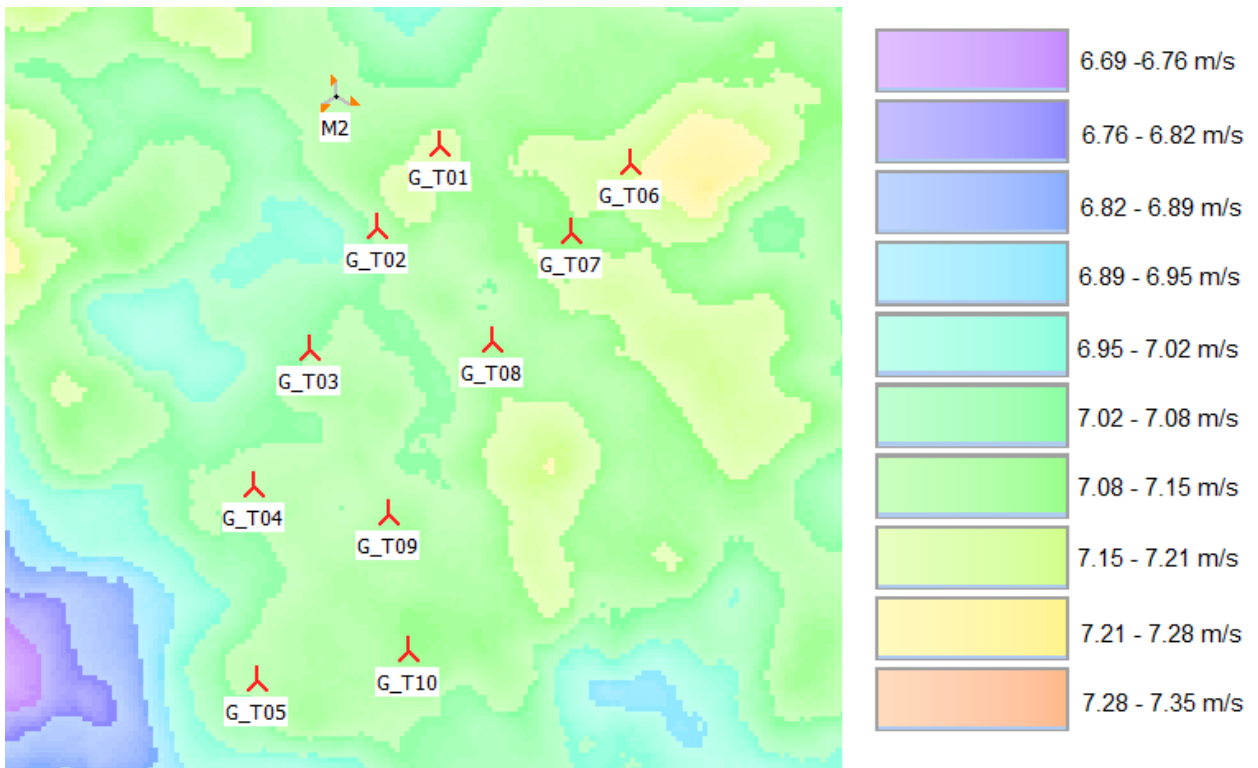 M2
G_T01
G_T06
G_T02
G_T07
G_T03
G_T08
G_T04
G_T09
G_T10
G_T05
6.69 -6.76 m/s
6.76 - 6.82 m/s
6.82 - 6.89 m/s
6.89 - 6.95 m/s
6.95 - 7.02 m/s
7.02 - 7.08 m/s
7.08 - 7.15 m/s
7.15 - 7.21 m/s
7.21 - 7.28 m/s
7.28 - 7.35 m/s